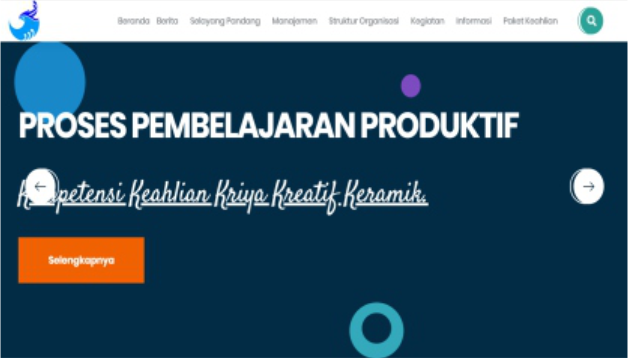 Beranda Berita Selayang Pandang Manajemen Struktur Organisasi Kegiatan Informasi Paket Keahlian
PROSES PEMBELAJARAN PRODUKTIF
Keahlian Kriya Kreatif Keramik.
Selengkapnya